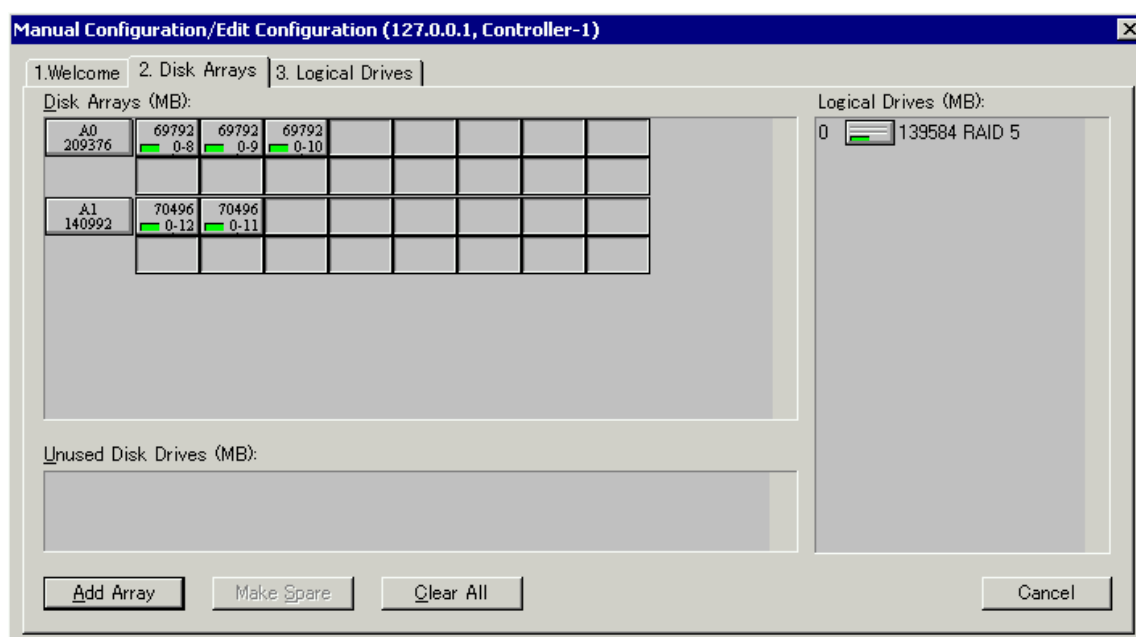 Manual Configuration/Edit Configuration (127.0.0.1, Controller-1)
1.Welcome 2. Disk Arrays 3. Logical Drives
Disk Arrays (MB):
A0 69792 69792 69792
209376 0-8 0-9 0-10
A1 70496 70496
140992 0-12 0-11
Unused Disk Drives (MB):
Logical Drives (MB):
0 139584 RAID 5
Add Array Make Spare Clear All Cancel